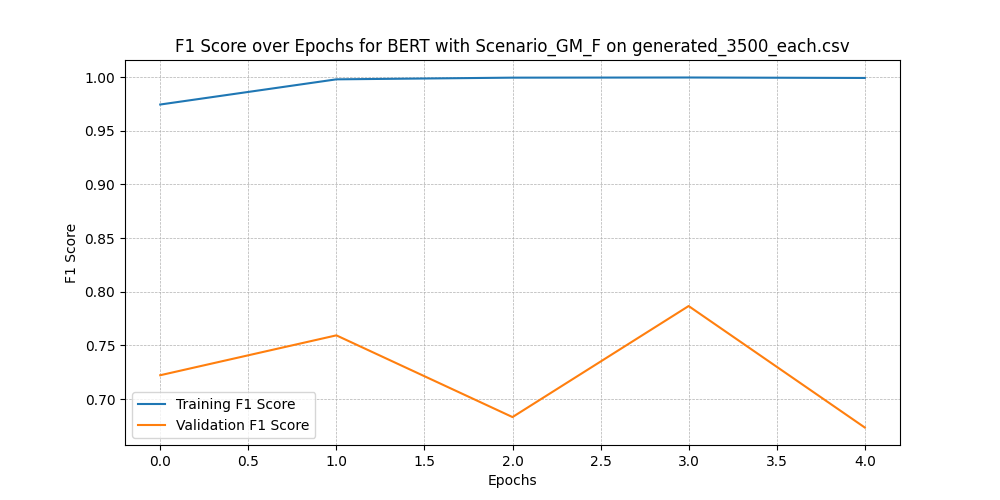 F1 Score over Epochs for BERT with Scenario_GM_F on generated_3500_each.csv
F1 Score
1.00
0.95
0.90
0.85
0.80
0.75
0.70
Training F1 Score
Validation F1 Score
0.0 0.5 1.0 1.5 2.0 2.5 3.0 3.5 4.0
Epochs